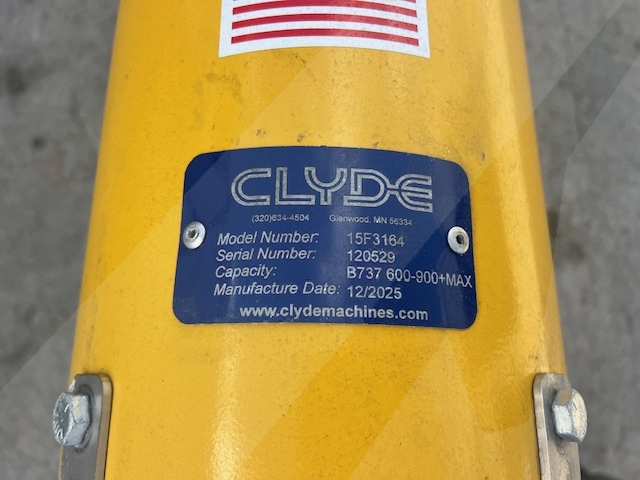 CLYDE
(320)634-4504 Glenwood, MN 56334
Model Number: 15F3164
Serial Number: 120529
Capacity: B737 600-900+MAX
Manufacture Date: 12/2025
www.clydemachines.com